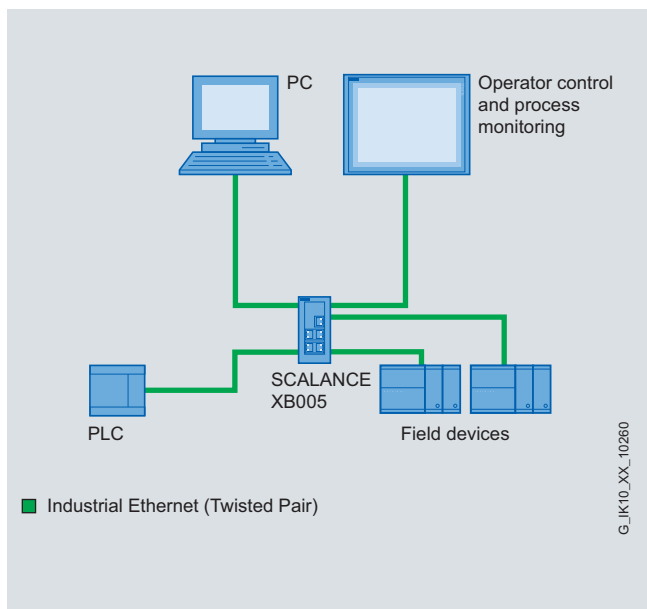 PC
Operator control
and process
monitoring
SCALANCE
XB005
PLC
Field devices
Industrial Ethernet (Twisted Pair)
G_IK10_XX_10260